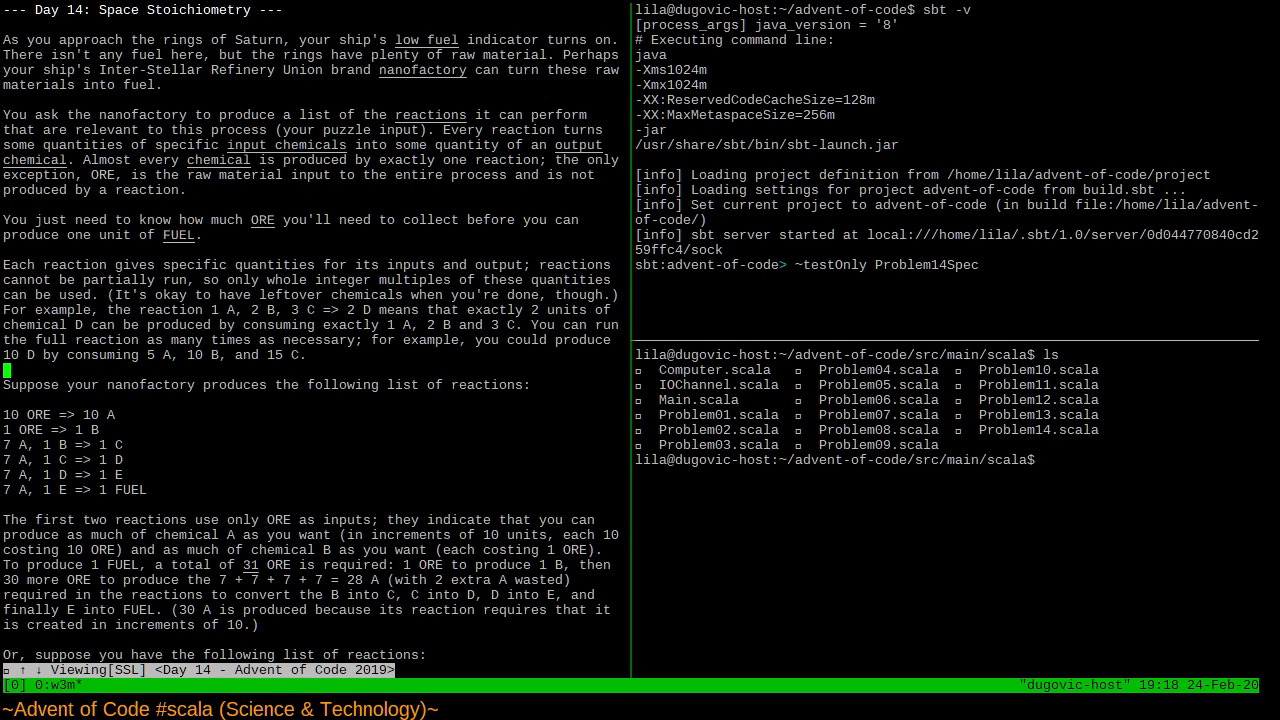 --- Day 14: Space Stoichiometry ---
As you approach the rings of Saturn, your ship's low fuel indicator turns on.
There isn't any fuel here, but the rings have plenty of raw material. Perhaps
your ship's Inter-Stellar Refinery Union brand nanofactory can turn these raw
materials into fuel.
You ask the nanofactory to produce a list of the reactions it can perform
that are relevant to this process (your puzzle input). Every reaction turns
some quantities of specific input chemicals into some quantity of an output
chemical. Almost every chemical is produced by exactly one reaction; the only
exception, ORE, is the raw material input to the entire process and is not
produced by a reaction.
You just need to know how much ORE you'll need to collect before you can
produce one unit of FUEL.
Each reaction gives specific quantities for its inputs and output; reactions
cannot be partially run, so only whole integer multiples of these quantities
can be used. (It's okay to have leftover chemicals when you're done, though.)
For example, the reaction 1 A, 2 B, 3 C => 2 D means that exactly 2 units of
chemical D can be produced by consuming exactly 1 A, 2 B and 3 C. You can run
the full reaction as many times as necessary; for example, you could produce
10 D by consuming 5 A, 10 B, and 15 C.
Suppose your nanofactory produces the following list of reactions:
10 ORE => 10 A
1 ORE => 1 B
7 A, 1 B => 1 C
7 A, 1 C => 1 D
7 A, 1 D => 1 E
7 A, 1 E => 1 FUEL
The first two reactions use only ORE as inputs; they indicate that you can
produce as much of chemical A as you want (in increments of 10 units, each 10
costing 10 ORE) and as much of chemical B as you want (each costing 1 ORE).
To produce 1 FUEL, a total of 31 ORE is required: 1 ORE to produce 1 B, then
30 more ORE to produce the 7 + 7 + 7 + 7 = 28 A (with 2 extra A wasted)
required in the reactions to convert the B into C, C into D, D into E, and
finally E into FUEL. (30 A is produced because its reaction requires that it
is created in increments of 10.)
Or, suppose you have the following list of reactions:
↑ ↓ Viewing[SSL] <Day 14 - Advent of Code 2019>
lila@dugovic-host:~/advent-of-code$ sbt -v
[process_args] java_version = '8'
# Executing command line:
java
-Xms1024m
-Xmx1024m
-XX:ReservedCodeCacheSize=128m
-XX:MaxMetaspaceSize=256m
-jar
/usr/share/sbt/bin/sbt-launch.jar
[info] Loading project definition from /home/lila/advent-of-code/project
[info] Loading settings for project advent-of-code from build.sbt ...
[info] Set current project to advent-of-code (in build file:/home/lila/advent-
of-code/)
[info] sbt server started at local:///home/lila/.sbt/1.0/server/0d044770840cd2
59ffc4/sock
sbt:advent-of-code> ~testOnly Problem14Spec
lila@dugovic-host:~/advent-of-code/src/main/scala$ ls
Computer.scala Problem04.scala Problem10.scala
IOChannel.scala Problem05.scala Problem11.scala
Main.scala Problem06.scala Problem12.scala
Problem01.scala Problem07.scala Problem13.scala
Problem02.scala Problem08.scala Problem14.scala
Problem03.scala Problem09.scala
lila@dugovic-host:~/advent-of-code/src/main/scala$
[0] 0:w3m* "dugovic-host" 19:18 24-Feb-20
~Advent of Code #scala (Science & Technology)~